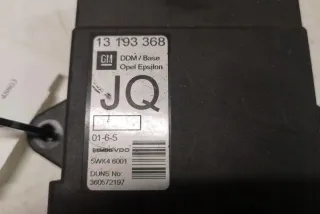 13 193 368
GM
DDM / Base
Opel Epsilon
JQ
01-6-5
SIEMENS VDO
5WK4 6001
DUNS No
360572197